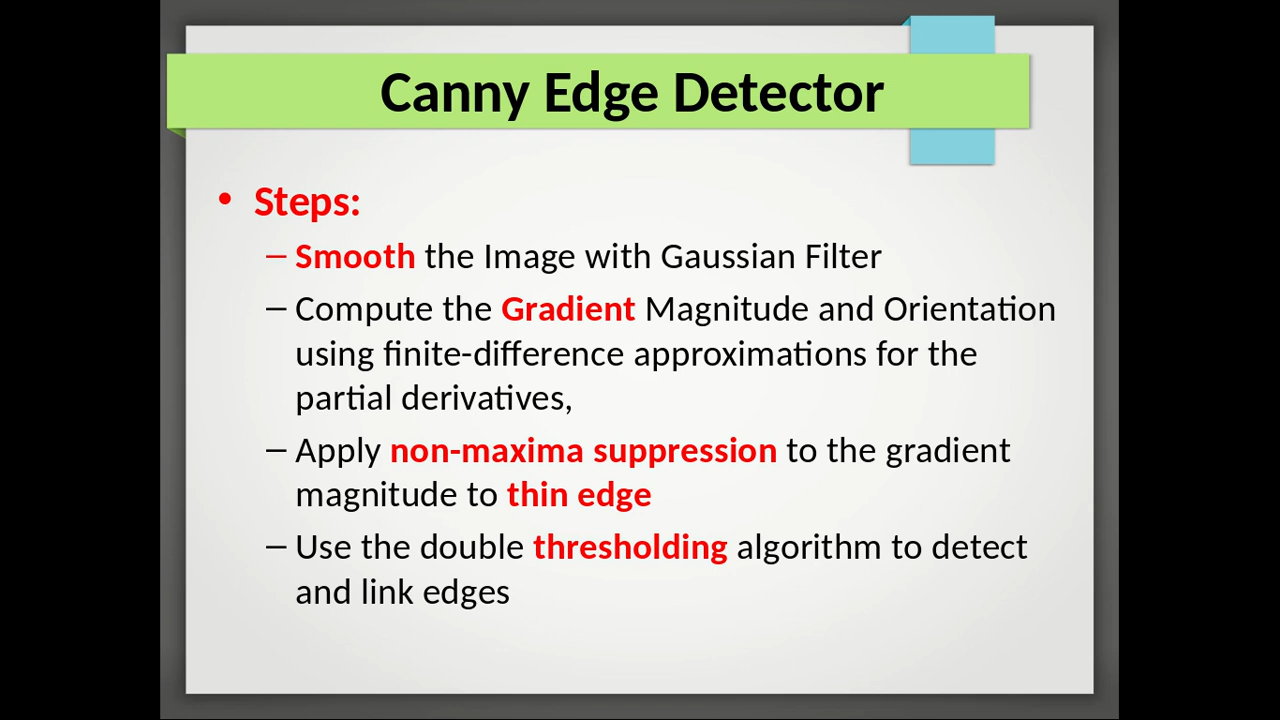 Canny Edge Detector
• Steps:
– Smooth the Image with Gaussian Filter
– Compute the Gradient Magnitude and Orientation
using finite-difference approximations for the
partial derivatives,
– Apply non-maxima suppression to the gradient
magnitude to thin edge
– Use the double thresholding algorithm to detect
and link edges